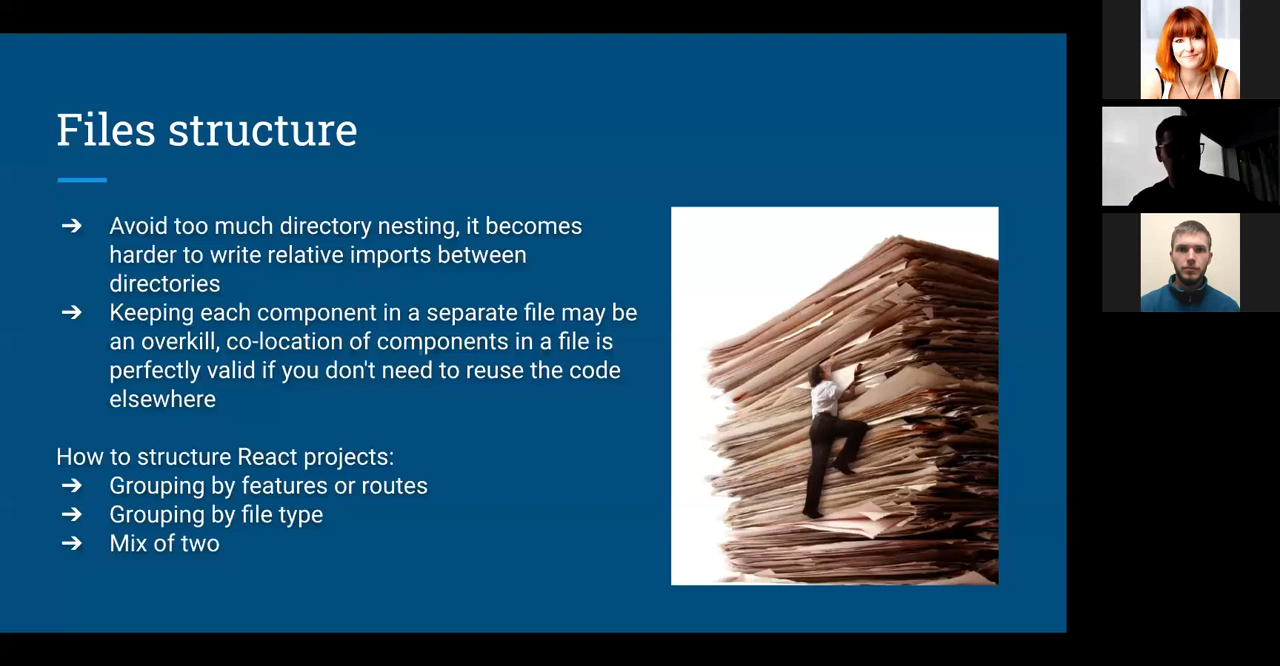 Files structure
➔ Avoid too much directory nesting, it becomes
harder to write relative imports between
directories
➔ Keeping each component in a separate file may be
an overkill, co-location of components in a file is
perfectly valid if you don't need to reuse the code
elsewhere
How to structure React projects:
➔ Grouping by features or routes
➔ Grouping by file type
➔ Mix of two